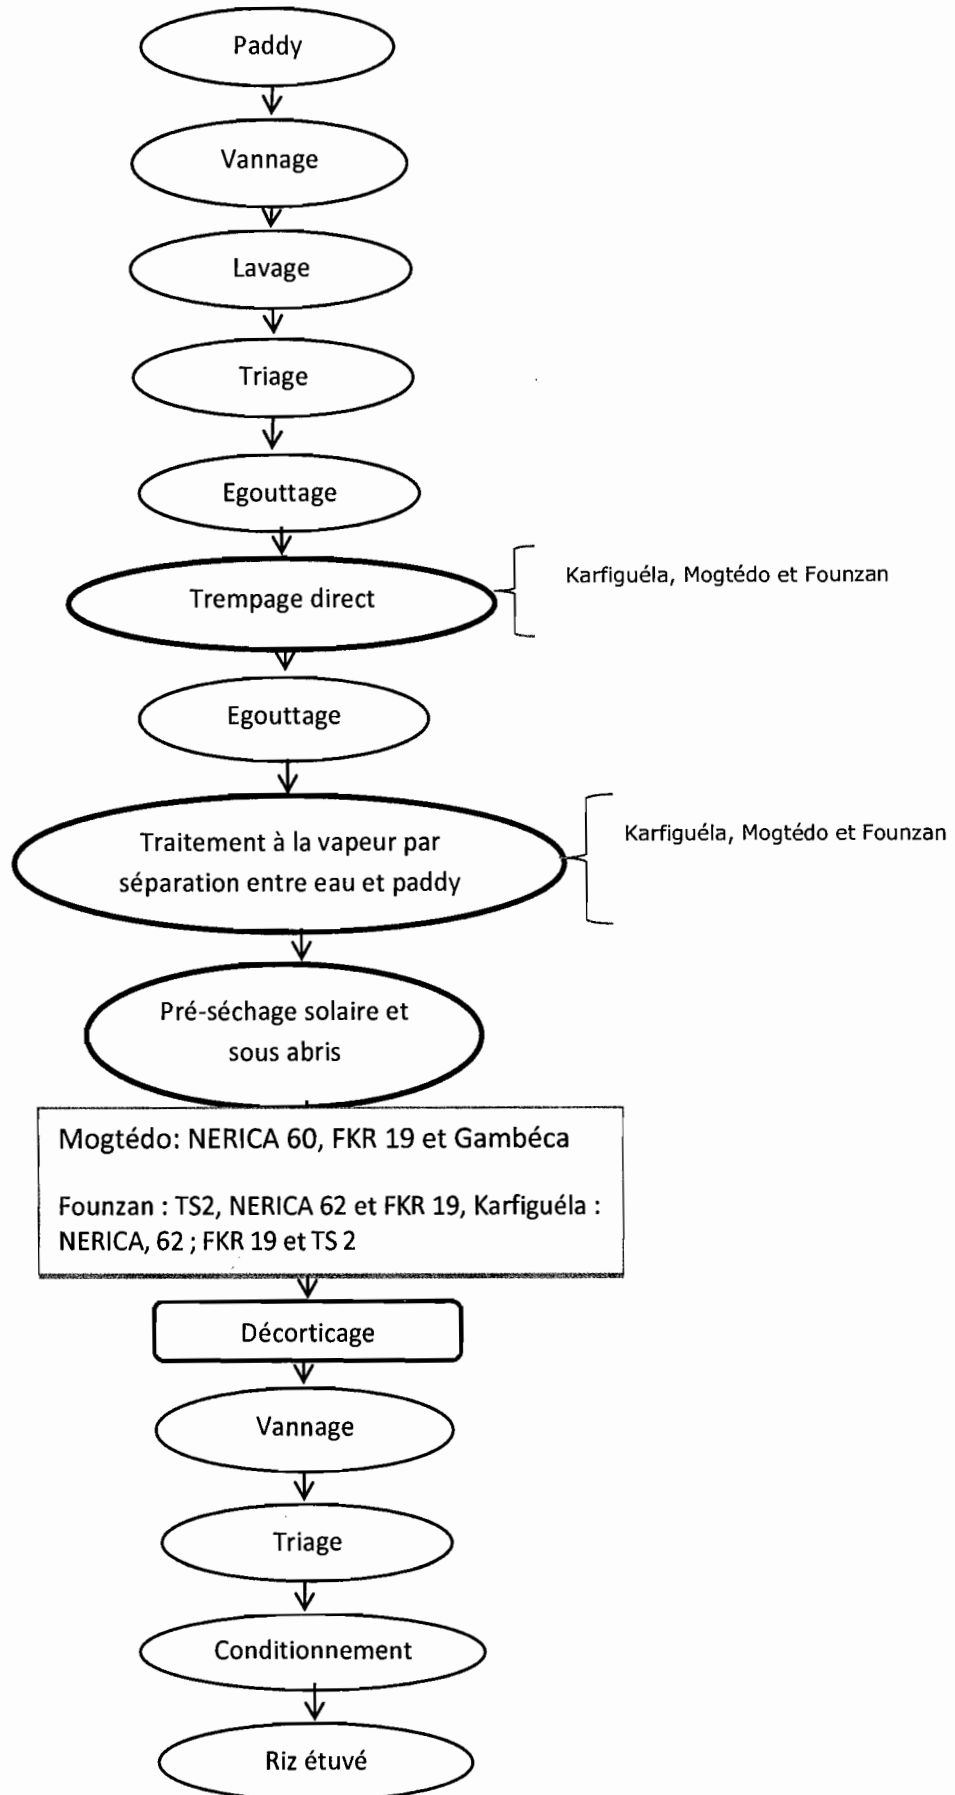 Paddy
Vannage
Lavage
Triage
Egouttage
Trempage direct
Karfiguéla, Mogtédo et Founzan
Egouttage
Traitement à la vapeur par
séparation entre eau et paddy
Karfiguéla, Mogtédo et Founzan
Pré-séchage solaire et
sous abris
Mogtédo: NERICA 60, FKR 19 et Gambéca
Founzan : TS2, NERICA 62 et FKR 19, Karfiguéla :
NERICA, 62 ; FKR 19 et TS 2
Décorticage
Vannage
Triage
Conditionnement
Riz étuvé